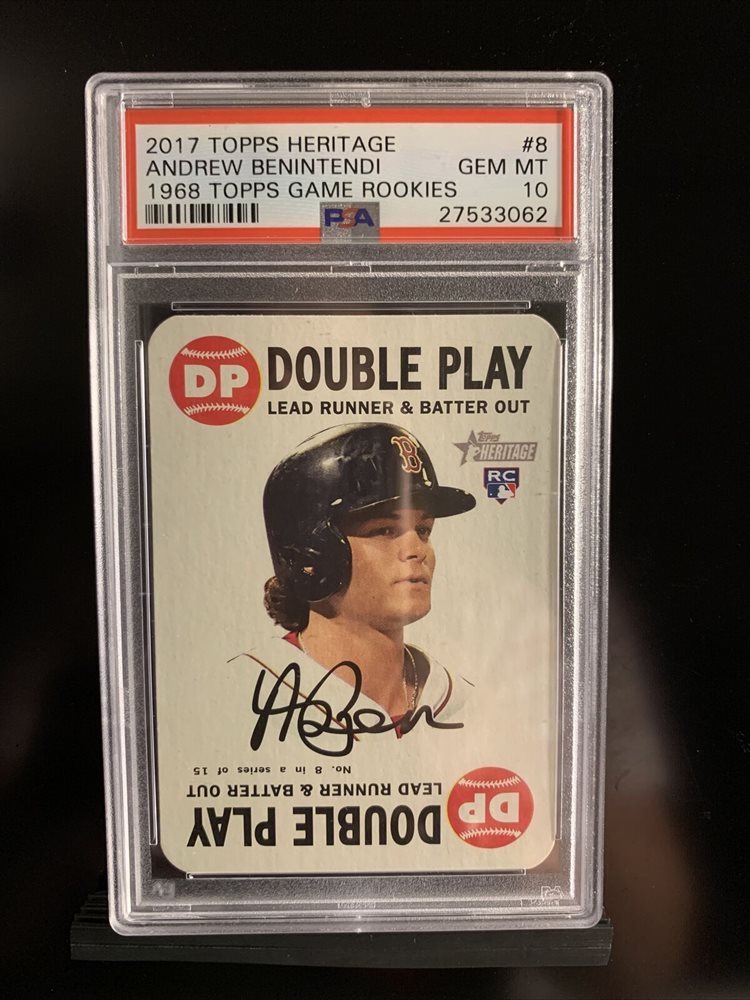 2017 TOPPS HERITAGE #8
ANDREW BENINTENDI GEM MT
1968 TOPPS GAME ROOKIES 10
PSA 27533062
DP DOUBLE PLAY
LEAD RUNNER & BATTER OUT
Topps
HERITAGE
RC
B
No. 8 in a series of 15
LEAD RUNNER & BATTER OUT
DP DOUBLE PLAY